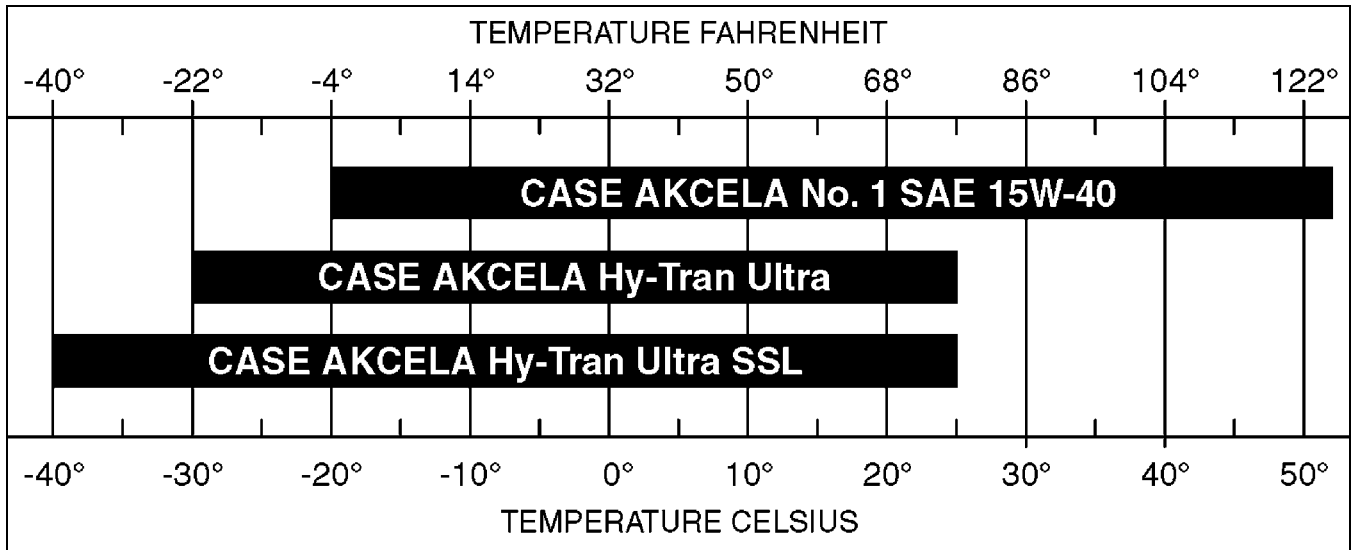 TEMPERATURE FAHRENHEIT
-40° -22° -4° 14° 32° 50° 68° 86° 104° 122°
CASE AKCELA No. 1 SAE 15W-40
CASE AKCELA Hy-Tran Ultra
CASE AKCELA Hy-Tran Ultra SSL
-40° -30° -20° -10° 0° 10° 20° 30° 40° 50°
TEMPERATURE CELSIUS